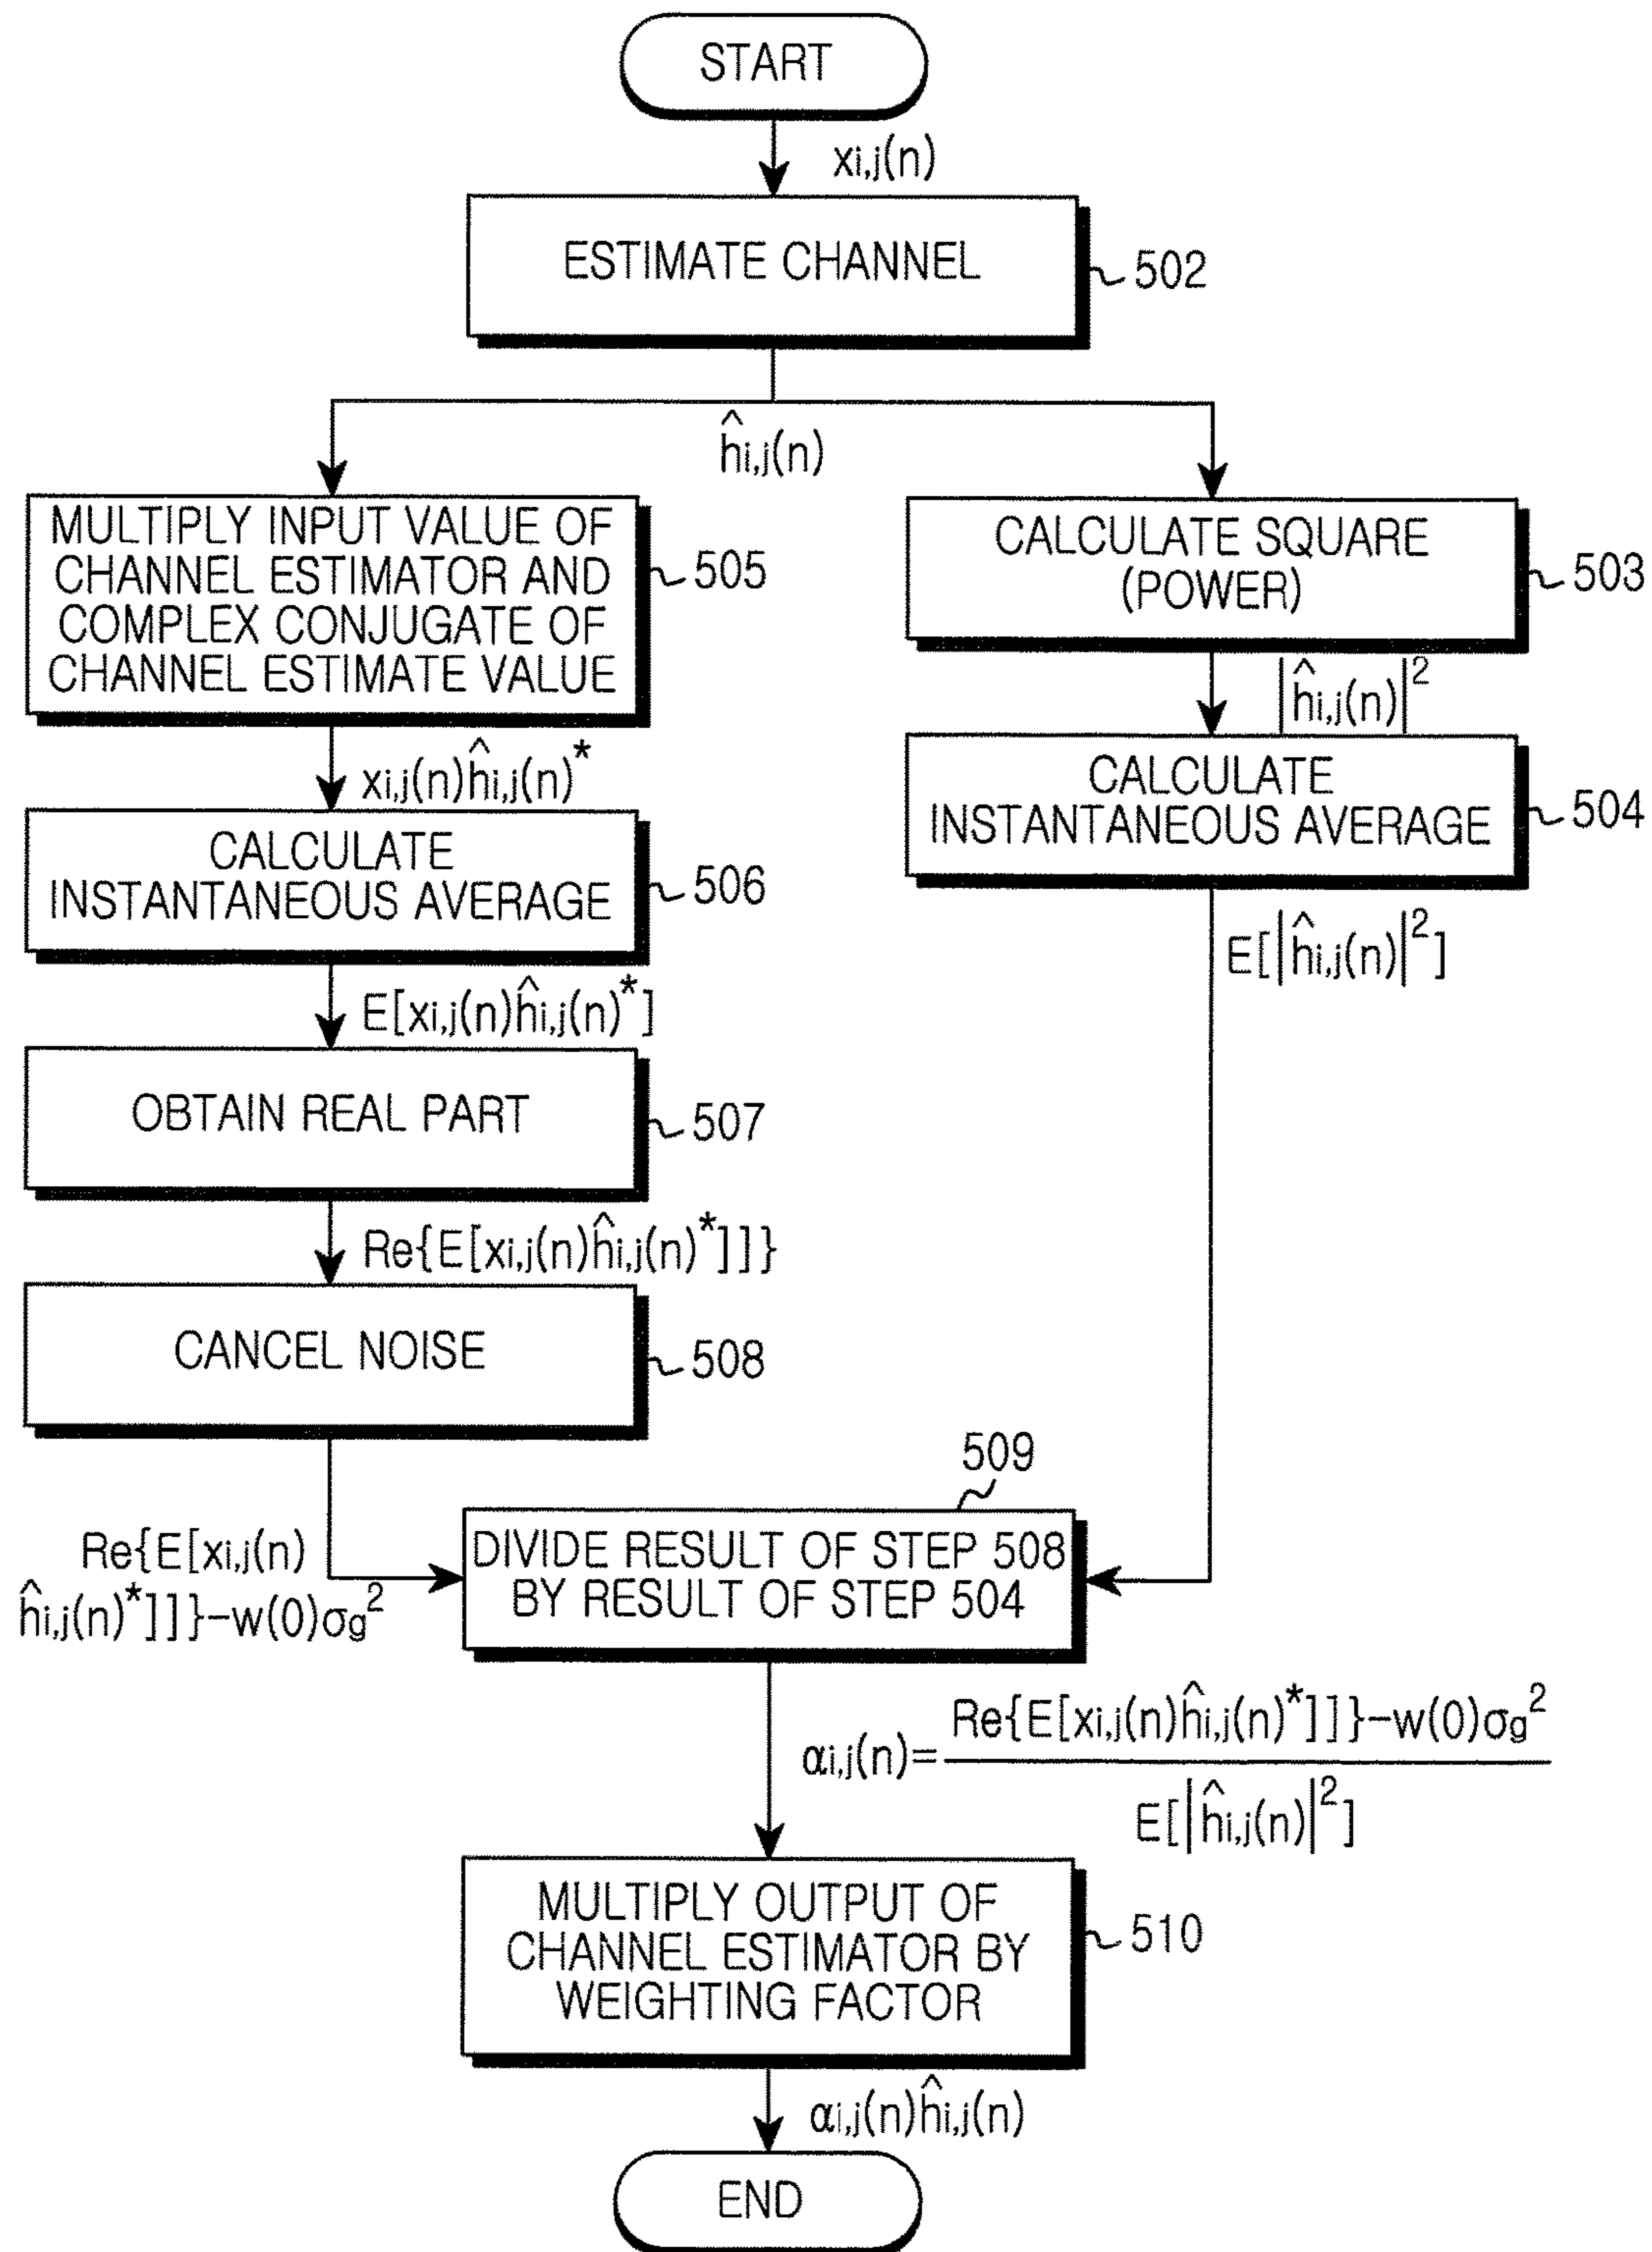 START
xi,j(n)
ESTIMATE CHANNEL
502
ĥi,j(n)
MULTIPLY INPUT VALUE OF
CHANNEL ESTIMATOR AND
COMPLEX CONJUGATE OF
CHANNEL ESTIMATE VALUE
505
CALCULATE SQUARE
(POWER)
503
xi,j(n)ĥi,j(n)*
|ĥi,j(n)|²
CALCULATE
INSTANTANEOUS AVERAGE
506
CALCULATE
INSTANTANEOUS AVERAGE
504
E[xi,j(n)ĥi,j(n)*]
E[|ĥi,j(n)|²]
OBTAIN REAL PART
507
Re{E[xi,j(n)ĥi,j(n)*]]}
CANCEL NOISE
508
Re{E[xi,j(n)
ĥi,j(n)*]]}-w(0)σg²
509
DIVIDE RESULT OF STEP 508
BY RESULT OF STEP 504
αi,j(n)=
Re{E[xi,j(n)ĥi,j(n)*]]}-w(0)σg²
E[|ĥi,j(n)|²]
MULTIPLY OUTPUT OF
CHANNEL ESTIMATOR BY
WEIGHTING FACTOR
510
αi,j(n)ĥi,j(n)
END